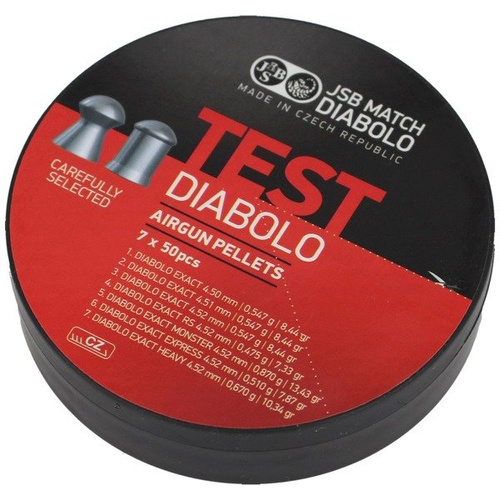 JSB
JSB MATCH
DIABOLO
MADE IN CZECH REPUBLIC
TEST
DIABOLO
AIRGUN PELLETS
7 x 50pcs
CAREFULLY
SELECTED
1. DIABOLO EXACT 4.50 mm | 0,547 g | 8,44 gr
2. DIABOLO EXACT 4.51 mm | 0,547 g | 8,44 gr
3. DIABOLO EXACT 4.52 mm | 0,547 g | 8,44 gr
4. DIABOLO EXACT RS 4.52 mm | 0,475 g | 7,33 gr
5. DIABOLO EXACT MONSTER 4.52 mm | 0,870 g | 13,43 gr
6. DIABOLO EXACT EXPRESS 4.52 mm | 0,510 g | 7,87 gr
7. DIABOLO EXACT HEAVY 4.52 mm | 0,670 g | 10,34 gr
CZ